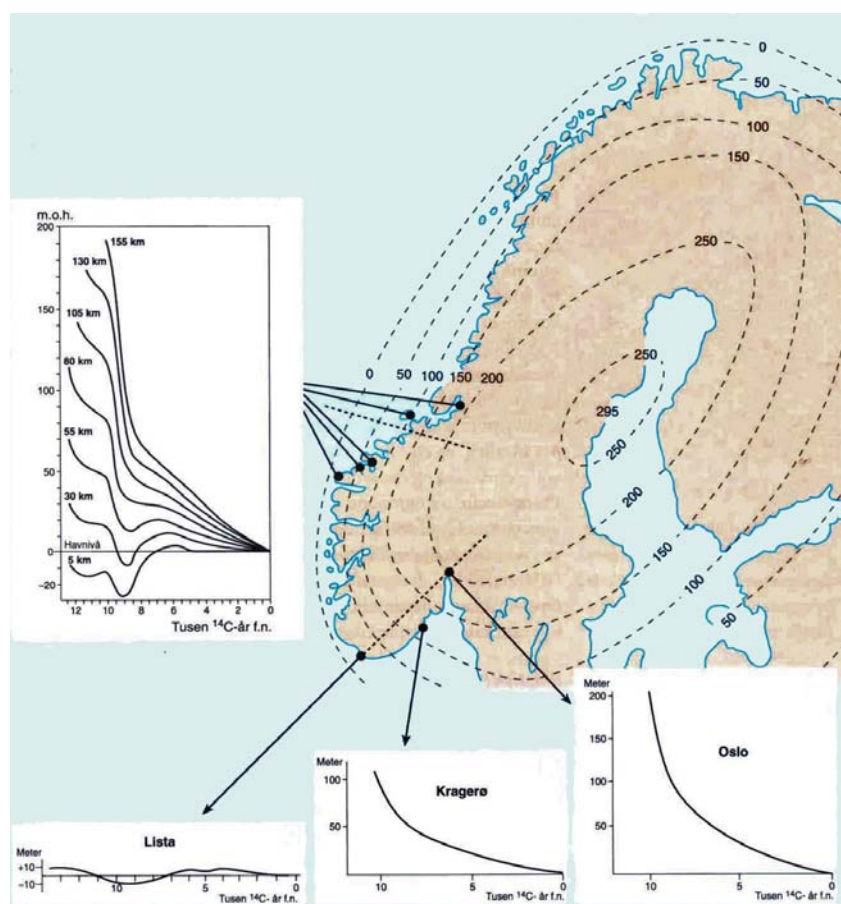 0
50
100
150
250
m.o.h.
200
155 km
130 km
150
105 km
100
80 km
55 km
50
30 km
Havnivå
0
5 km
-20
12 10 8 6 4 2 0
Tusen 14C-år f.n.
0 50 100 150 200
250
295
250
200
150
100
50
Lista
Meter
+10
-10
10 5 0
Tusen 14C- år f.n.
Meter
100
50
Kragerø
10 5 0
Tusen 14C- år f.n.
Meter
200
150
100
50
Oslo
10 5 0
Tusen 14C- år f.n.